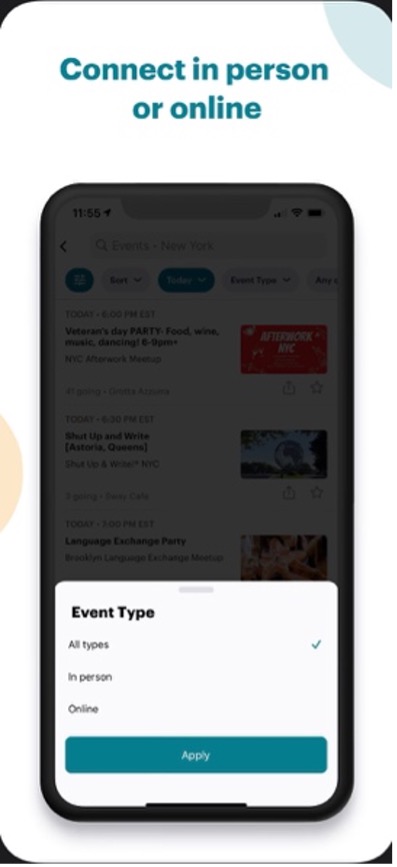 Connect in person
or online
11:55
Events • New York
Sort
Today
Event Type
Any
TODAY • 6:00 PM EST
Veteran's day PARTY- Food, wine,
music, dancing! 6-9pm+
NYC Afterwork Meetup
AFTERWORK
NYC
41 going • Grotta Azzurra
TODAY • 6:30 PM EST
Shut Up and Write
[Astoria, Queens]
Shut Up & Write!® NYC
3 going •
TODAY • 7:00 PM EST
Language Exchange Party
Brooklyn Language Exchange Meetup
Event Type
All types
In person
Online
Apply